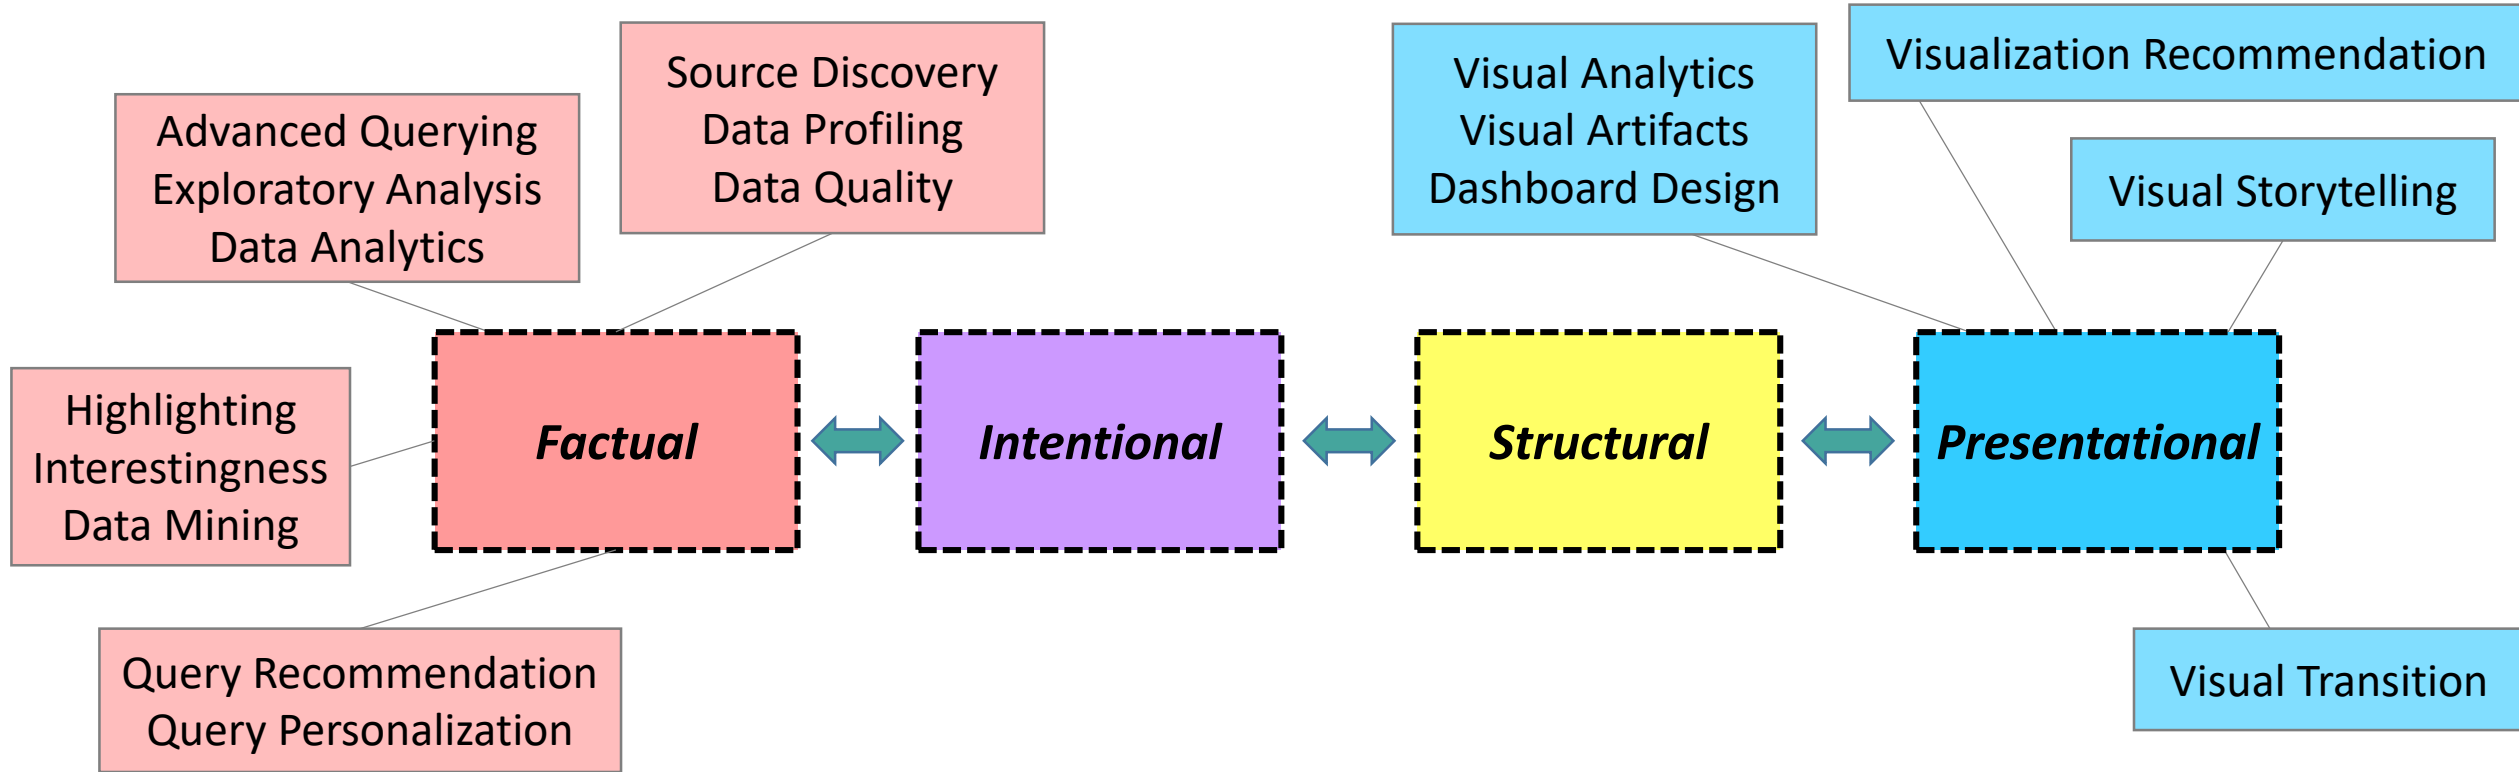 Advanced Querying
Exploratory Analysis
Data Analytics
Source Discovery
Data Profiling
Data Quality
Visual Analytics
Visual Artifacts
Dashboard Design
Visualization Recommendation
Visual Storytelling
Highlighting
Interestingness
Data Mining
Factual
Intentional
Structural
Presentational
Query Recommendation
Query Personalization
Visual Transition